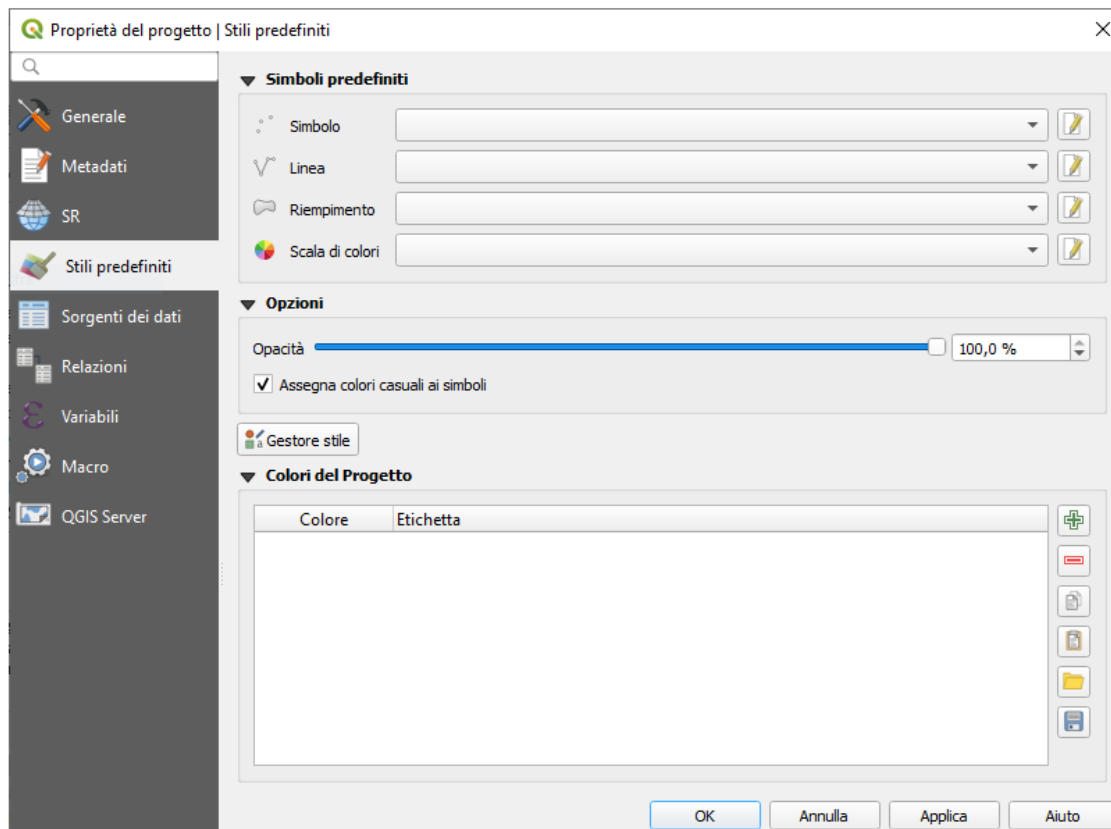 Proprietà del progetto | Stili predefiniti
Generale
Metadati
SR
Stili predefiniti
Sorgenti dei dati
Relazioni
Variabili
Macro
QGIS Server
Simboli predefiniti
Simbolo
Linea
Riempimento
Scala di colori
Opzioni
Opacità 100,0 %
Assegna colori casuali ai simboli
Gestore stile
Colori del Progetto
Colore Etichetta
OK Annulla Applica Aiuto